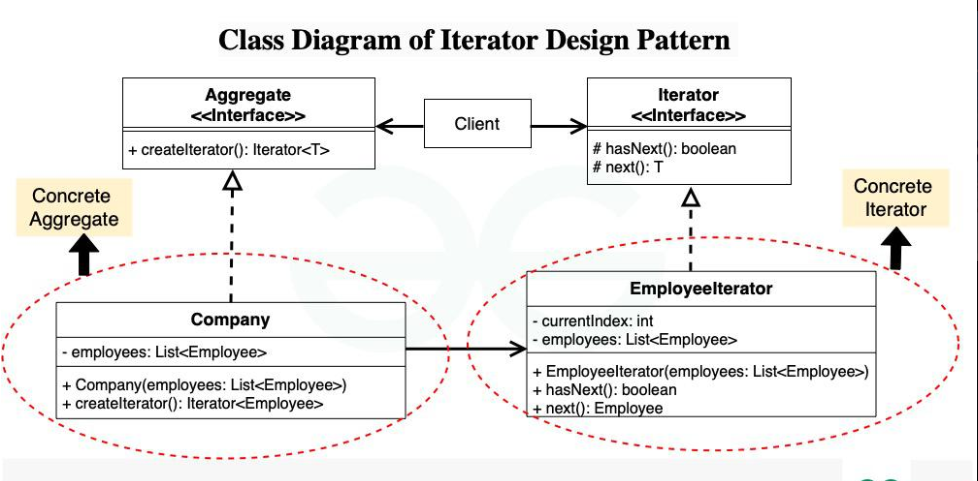 Class Diagram of Iterator Design Pattern
Aggregate
<<Interface>>
+ createIterator(): Iterator<T>
Client
Iterator
<<Interface>>
# hasNext(): boolean
# next(): T
Concrete
Aggregate
Concrete
Iterator
Company
- employees: List<Employee>
+ Company(employees: List<Employee>)
+ createIterator(): Iterator<Employee>
EmployeeIterator
- currentIndex: int
- employees: List<Employee>
+ EmployeeIterator(employees: List<Employee>)
+ hasNext(): boolean
+ next(): Employee